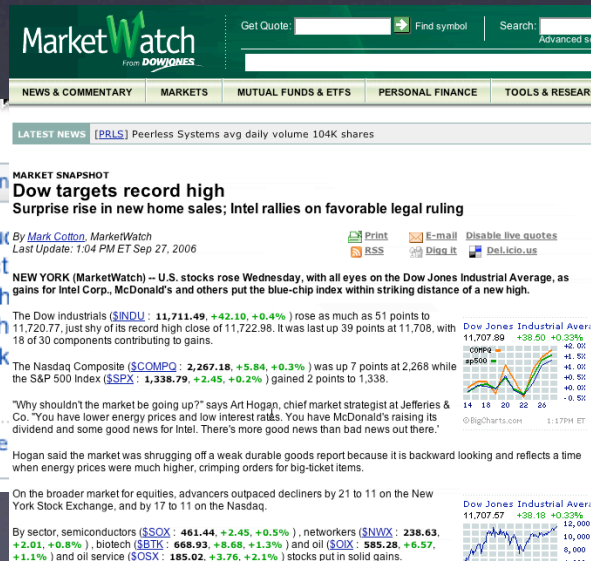 MarketWatch
From DOWJONES
Get Quote:
Find symbol
Search:
Advanced
NEWS & COMMENTARY
MARKETS
MUTUAL FUNDS & ETFS
PERSONAL FINANCE
TOOLS &
LATEST NEWS [PRLS] Peerless Systems avg daily volume 104K shares
MARKET SNAPSHOT
Dow targets record high
Surprise rise in new home sales; Intel rallies on favorable legal ruling
By Mark Cotton, MarketWatch
Last Update: 1:04 PM ET Sep 27, 2006
Print
E-mail
Disable live quotes
RSS
Digg it
Del.icio.us
NEW YORK (MarketWatch) -- U.S. stocks rose Wednesday, with all eyes on the Dow Jones Industrial Average, as
gains for Intel Corp., McDonald's and others put the blue-chip index within striking distance of a new high.
The Dow industrials ($INDU : 11,711.49, +42.10, +0.4% ) rose as much as 51 points to
11,720.77, just shy of its record high close of 11,722.98. It was last up 39 points at 11,708, with
18 of 30 components contributing to gains.
The Nasdaq Composite ($COMPQ : 2,267.18, +5.84, +0.3% ) was up 7 points at 2,268 while
the S&P 500 Index ($SPX : 1,338.79, +2.45, +0.2% ) gained 2 points to 1,338.
"Why shouldn't the market be going up?" says Art Hogan, chief market strategist at Jefferies &
Co. "You have lower energy prices and low interest rates. You have McDonald's raising its
dividend and some good news for Intel. There's more good news than bad news out there.'
Hogan said the market was shrugging off a weak durable goods report because it is backward looking and reflects a time
when energy prices were much higher, crimping orders for big-ticket items.
On the broader market for equities, advancers outpaced decliners by 21 to 11 on the New
York Stock Exchange, and by 17 to 11 on the Nasdaq.
By sector, semiconductors ($SOX : 461.44, +2.45, +0.5% ) , networkers ($NWX : 238.63,
+2.01, +0.8% ) , biotech ($BTK : 668.93, +8.68, +1.3% ) and oil ($OIX : 585.28, +6.57,
+1.1% ) and oil service ($OSX : 185.02, +3.76, +2.1% ) stocks put in solid gains.
Dow Jones Industrial
11,707.89 +38.50 +0.33%
COMPQ
sp500
+2.0%
+1.5%
+1.0%
+0.5%
+0.0%
-0.5%
14 18 20 22 26
©BigCharts.com 1:17PM ET
Dow Jones Industrial
11,707.57 +38.18 +0.33%
12,000
10,000
8,000